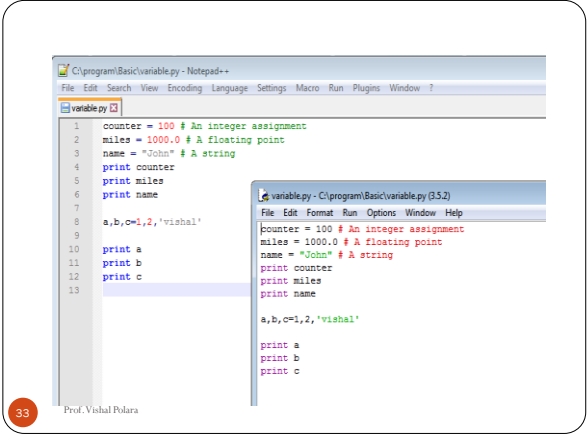 C:\program\Basic\variable.py - Notepad++
File Edit Search View Encoding Language Settings Macro Run Plugins Window ?
variable.py
1 counter = 100 # An integer assignment
2 miles = 1000.0 # A floating point
3 name = "John" # A string
4 print counter
5 print miles
6 print name
7
8 a,b,c=1,2,'vishal'
9
10 print a
11 print b
12 print c
13
variable.py - C:\program\Basic\variable.py (3.5.2)
File Edit Format Run Options Window Help
counter = 100 # An integer assignment
miles = 1000.0 # A floating point
name = "John" # A string
print counter
print miles
print name
a,b,c=1,2,'vishal'
print a
print b
print c
33
Prof. Vishal Polara